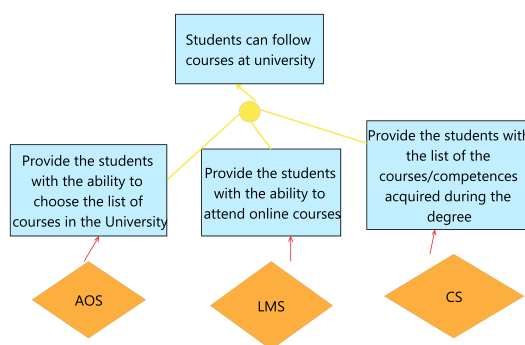 Students can follow
courses at university
Provide the students
with the ability to
choose the list of
courses in the University
Provide the students
with the ability to
attend online courses
Provide the students with
the list of the
courses/competences
acquired during the
degree
AOS
LMS
CS